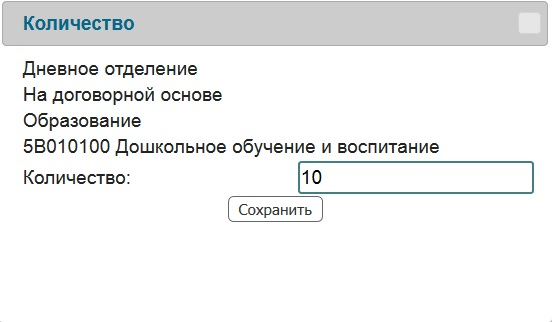 Количество
Дневное отделение
На договорной основе
Образование
5В010100 Дошкольное обучение и воспитание
Количество: 10
Сохранить